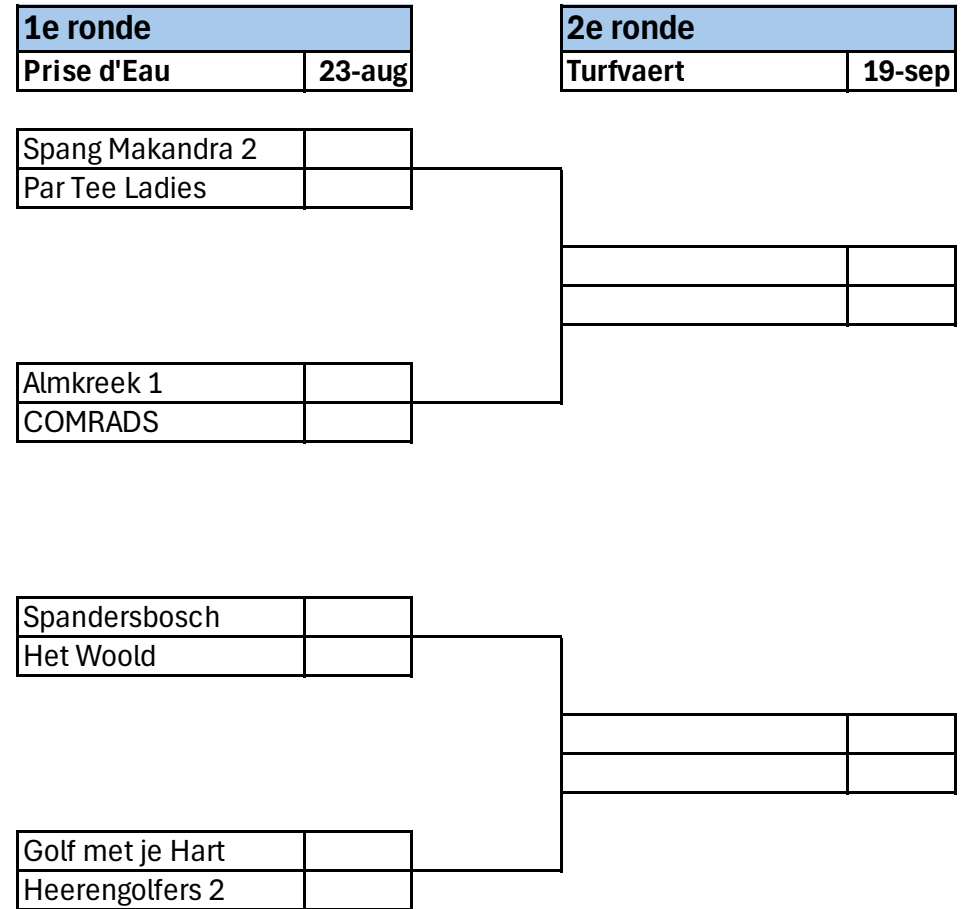 1e ronde
2e ronde
Prise d'Eau 23-aug
Turfvaert 19-sep
Spang Makandra 2
Par Tee Ladies
Almkreek 1
COMRADS
Spandersbosch
Het Woold
Golf met je Hart
Heerengolfers 2